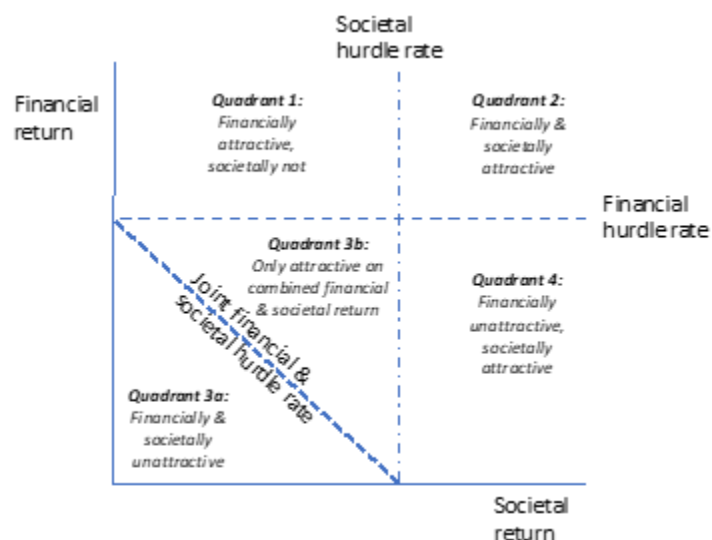 Societal
hurdle rate
Financial
return
Quadrant 1:
Financially
attractive,
societally not
Quadrant 2:
Financially &
societally
attractive
Financial
hurdle rate
Quadrant 3b:
Only attractive on
combined financial
& societal return
Quadrant 4:
Financially
unattractive,
societally
attractive
Joint financial &
societal hurdle rate
Quadrant 3a:
Financially &
societally
unattractive
Societal
return